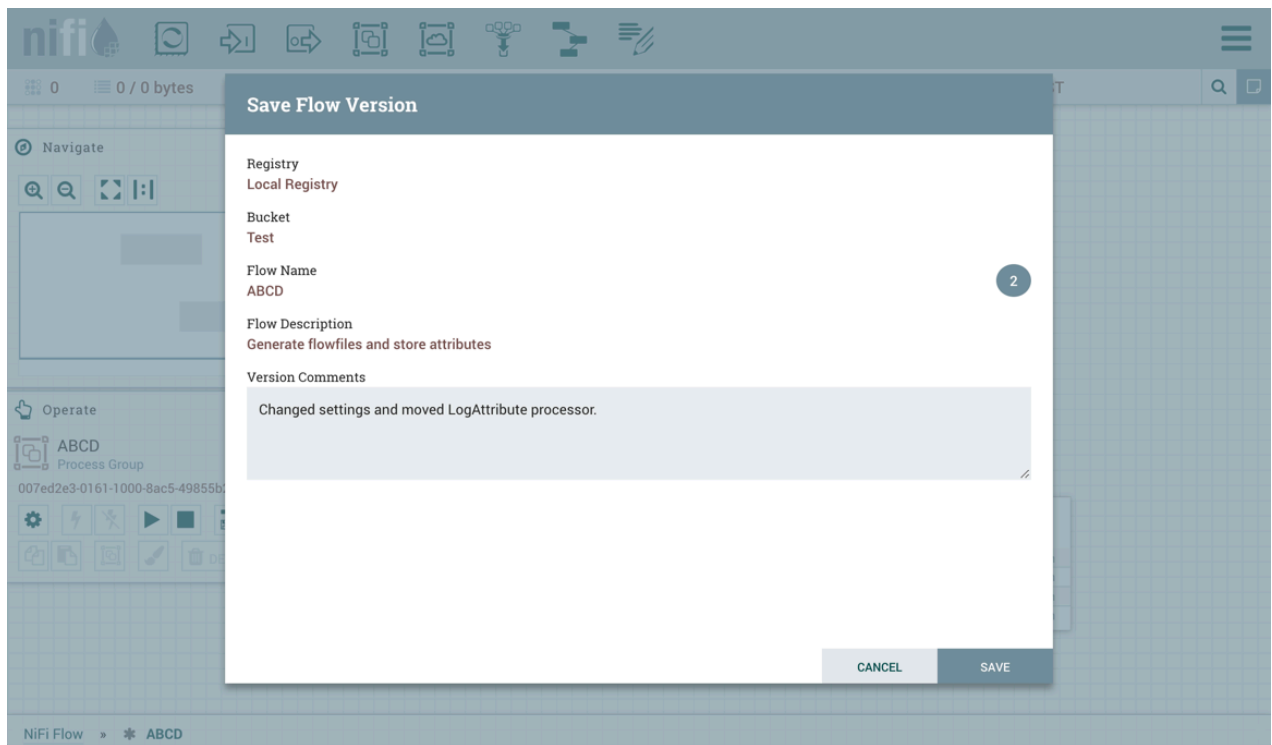 nifi
0
0 / 0 bytes
Save Flow Version
Navigate
Registry
Local Registry
Bucket
Test
Flow Name
ABCD
2
Flow Description
Generate flowfiles and store attributes
Version Comments
Changed settings and moved LogAttribute processor.
Operate
ABCD
Process Group
007ed2e3-0161-1000-8ac5-49855b
CANCEL
SAVE
NiFi Flow » ✱ ABCD